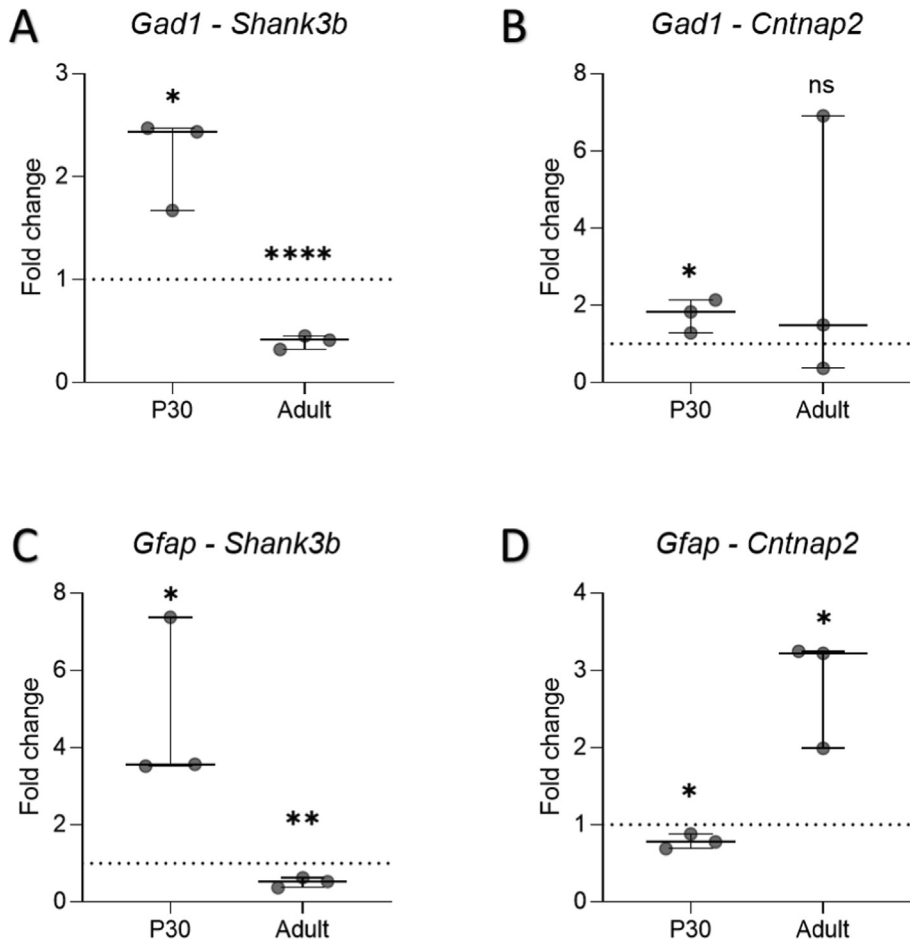 A
Gad1 - Shank3b
Fold change
3
2
1
0
*
****
P30
Adult
B
Gad1 - Cntnap2
Fold change
8
6
4
2
0
*
ns
P30
Adult
C
Gfap - Shank3b
Fold change
8
6
4
2
0
*
**
P30
Adult
D
Gfap - Cntnap2
Fold change
4
3
2
1
0
*
*
P30
Adult